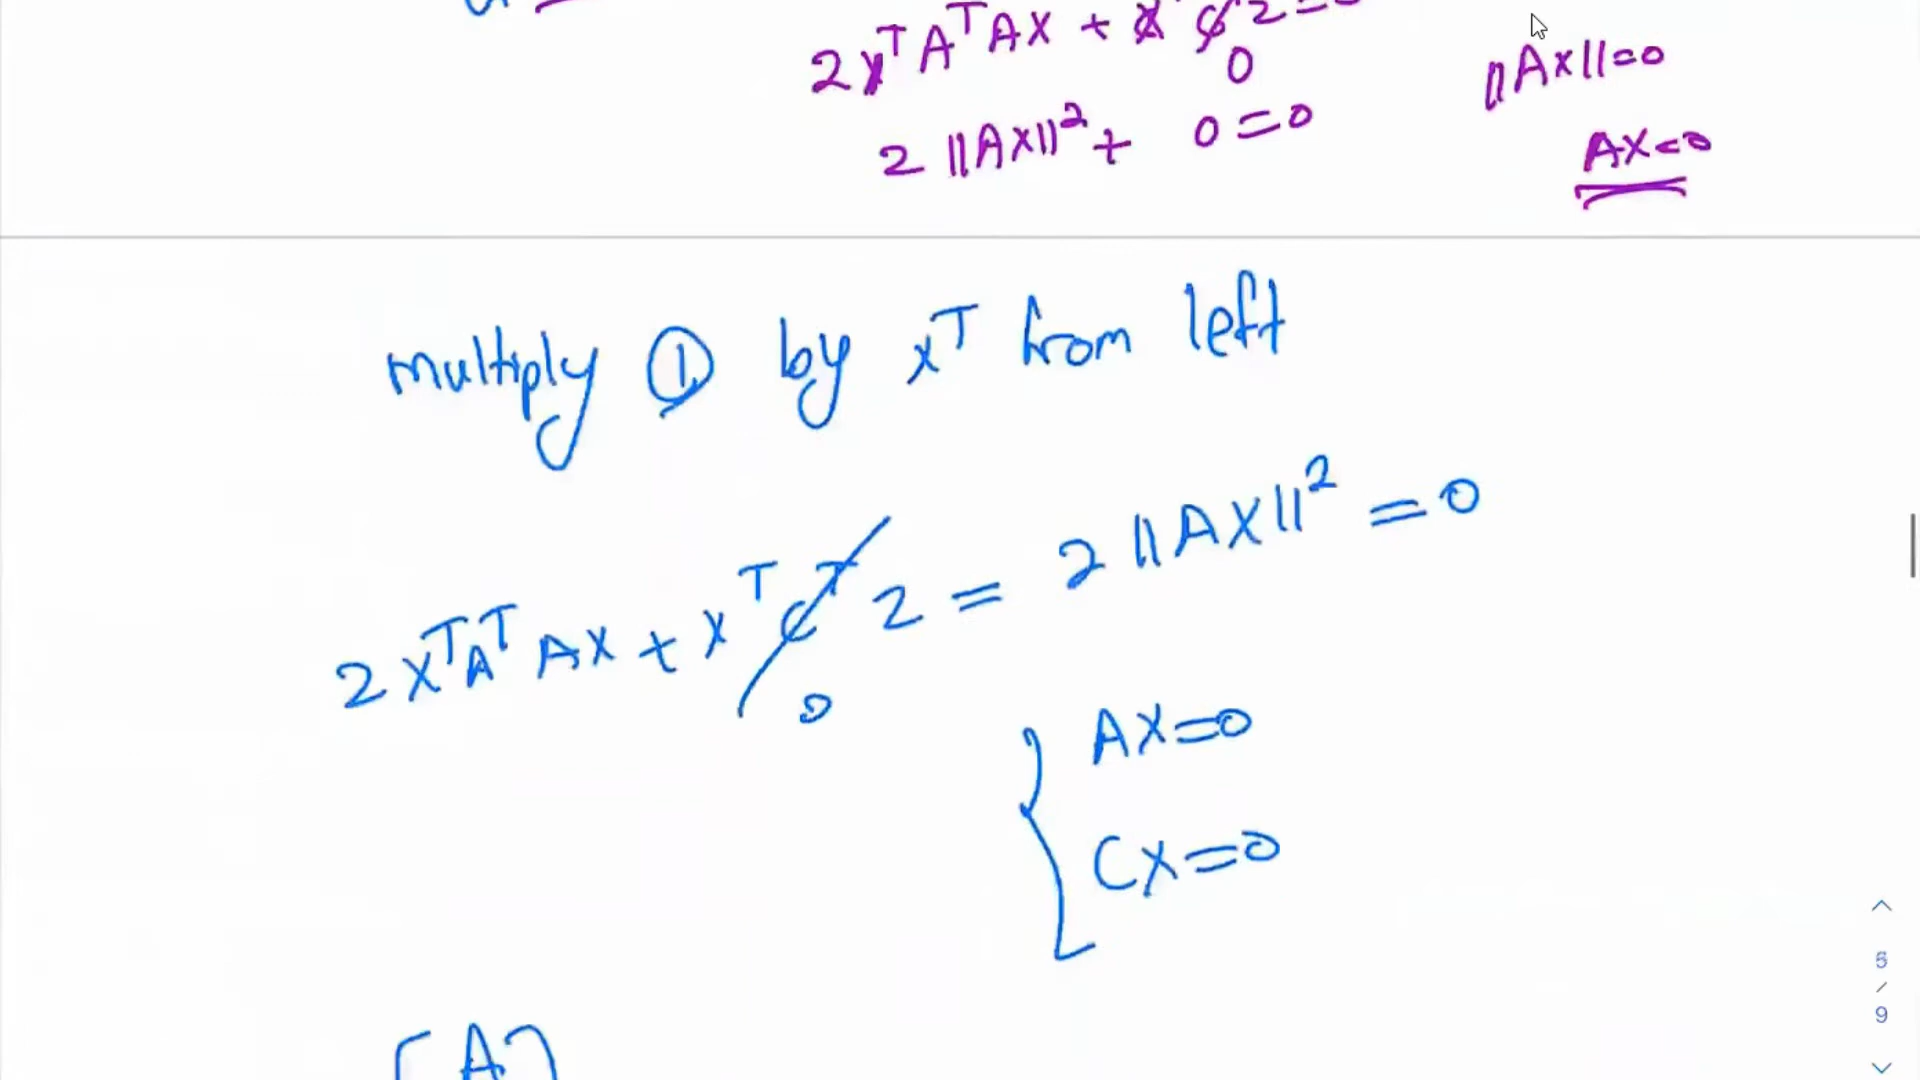 2x^T A^T Ax + x^T C^T z = 0
0
||Ax|| = 0
2 ||Ax||² + 0 = 0
Ax = 0
multiply ① by x^T from left
2x^T A^T Ax + x^T C^T z = 2 ||Ax||² = 0
0
Ax = 0
Cx = 0
[A]
5
/
9